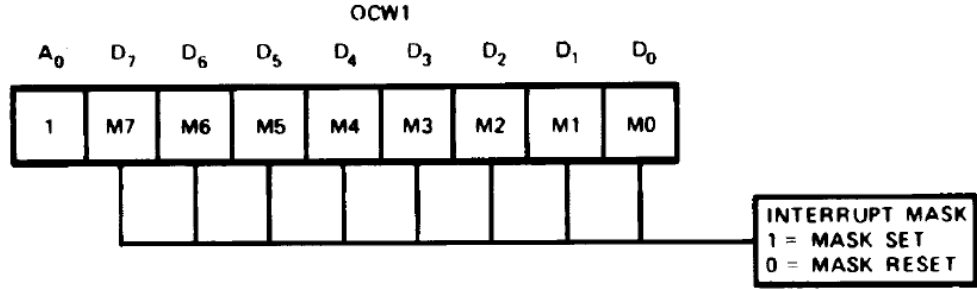 OCW1
A0 D7 D6 D5 D4 D3 D2 D1 D0
1 M7 M6 M5 M4 M3 M2 M1 M0
INTERRUPT MASK
1 = MASK SET
0 = MASK RESET